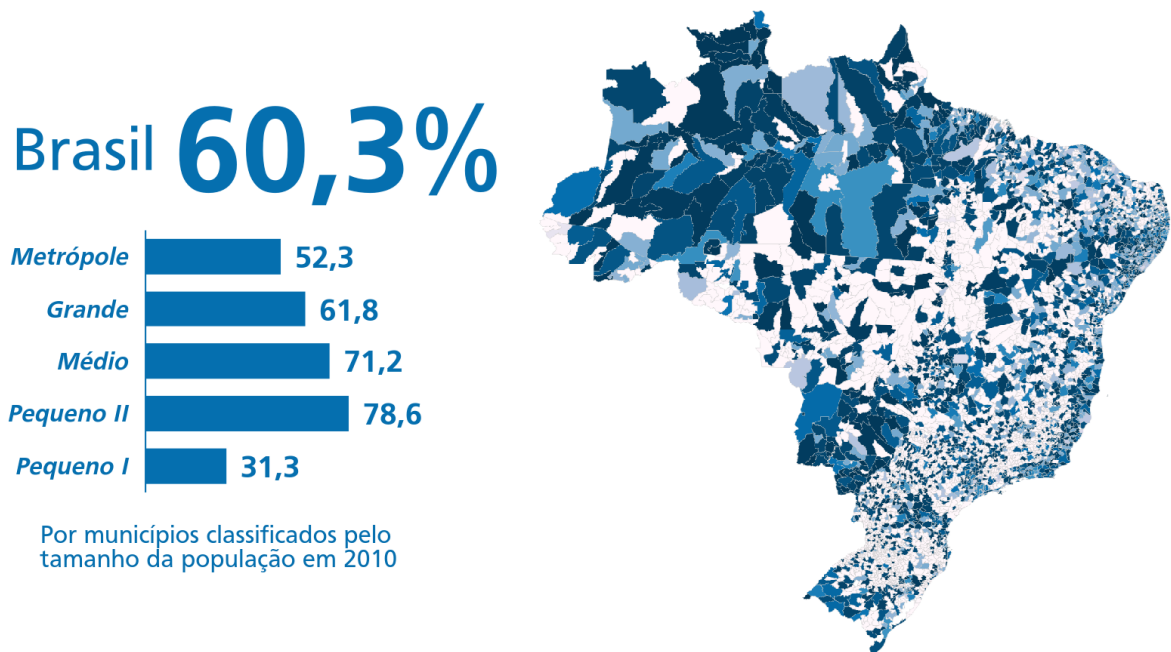 Brasil 60,3%
Metrópole 52,3
Grande 61,8
Médio 71,2
Pequeno II 78,6
Pequeno I 31,3
Por municípios classificados pelo
tamanho da população em 2010